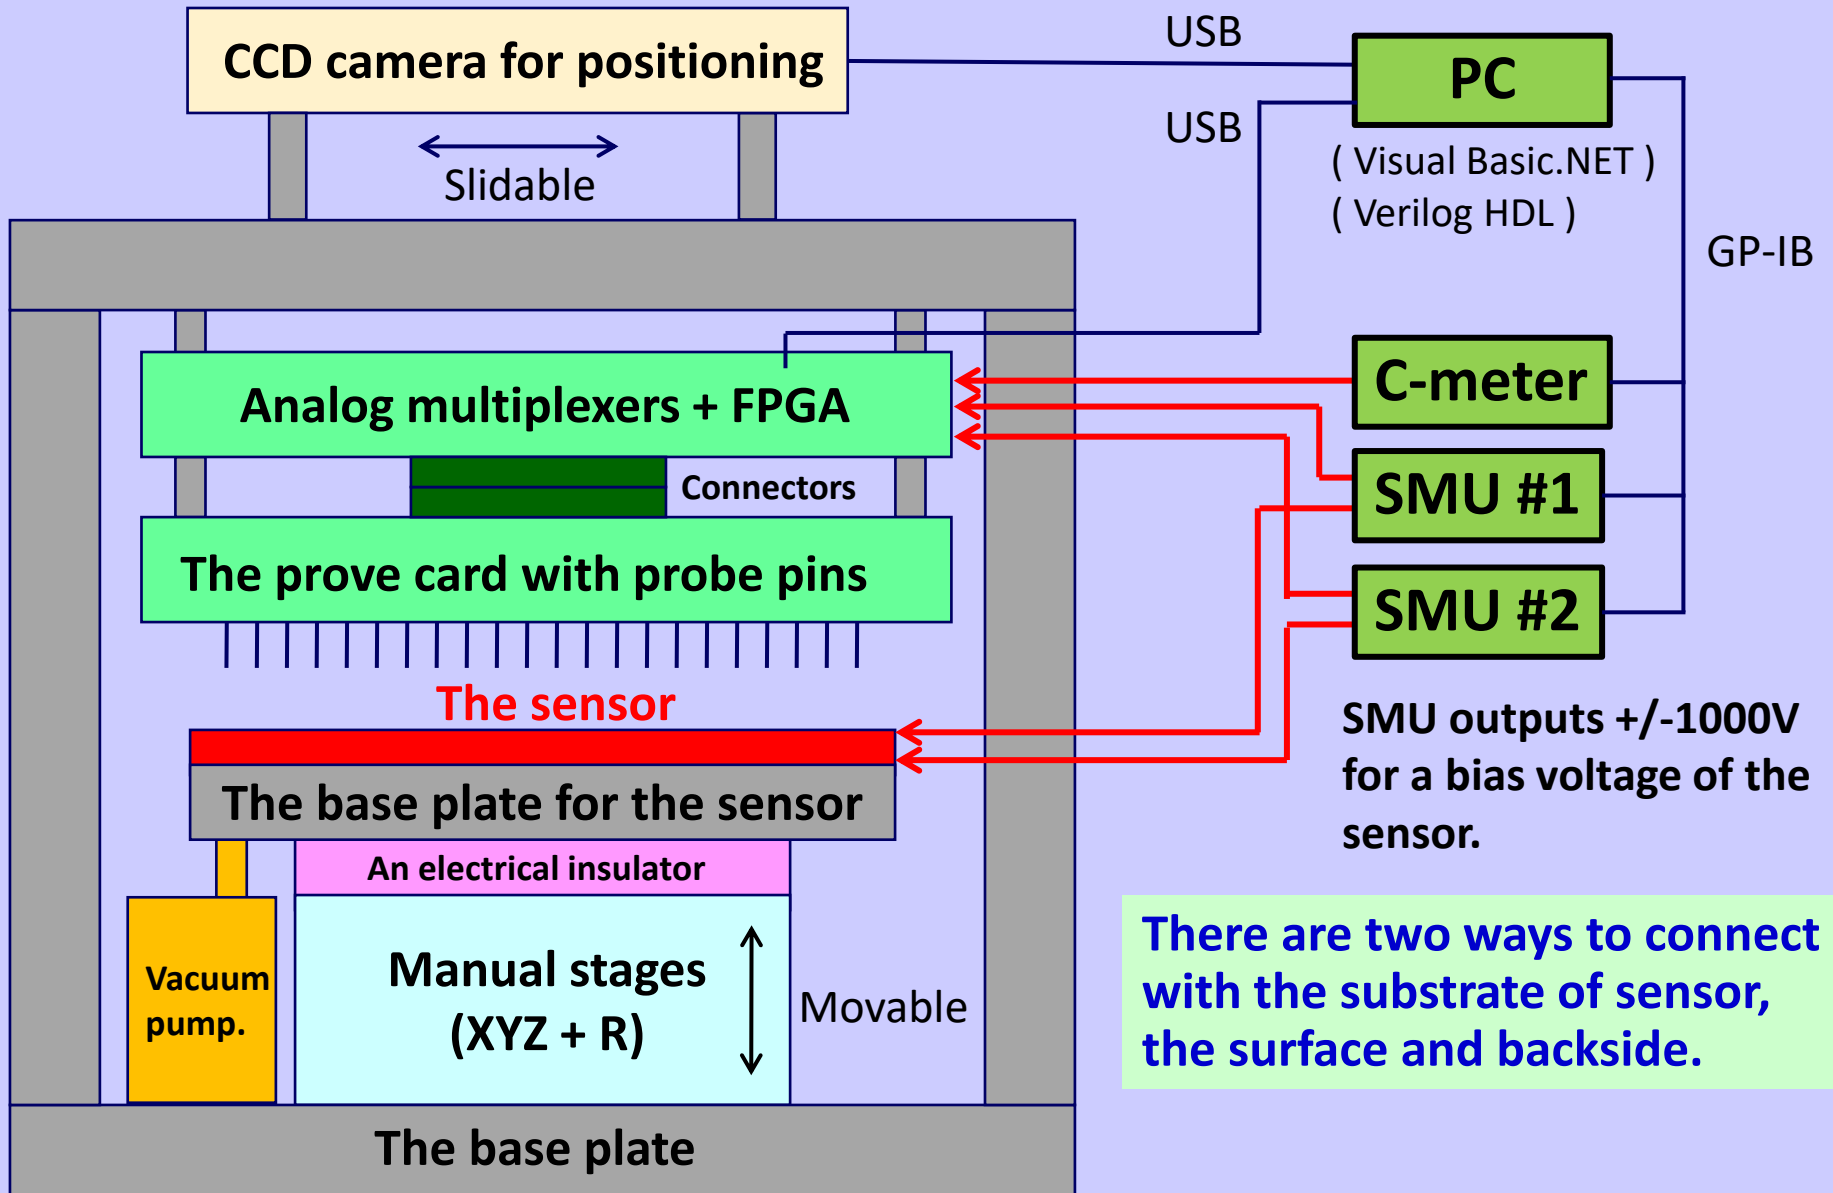 CCD camera for positioning
Slidable
USB
USB
PC
( Visual Basic.NET )
( Verilog HDL )
GP-IB
Analog multiplexers + FPGA
Connectors
The prove card with probe pins
C-meter
SMU #1
SMU #2
The sensor
The base plate for the sensor
An electrical insulator
Vacuum
pump.
Manual stages
(XYZ + R)
Movable
The base plate
SMU outputs +/-1000V
for a bias voltage of the
sensor.
There are two ways to connect
with the substrate of sensor,
the surface and backside.